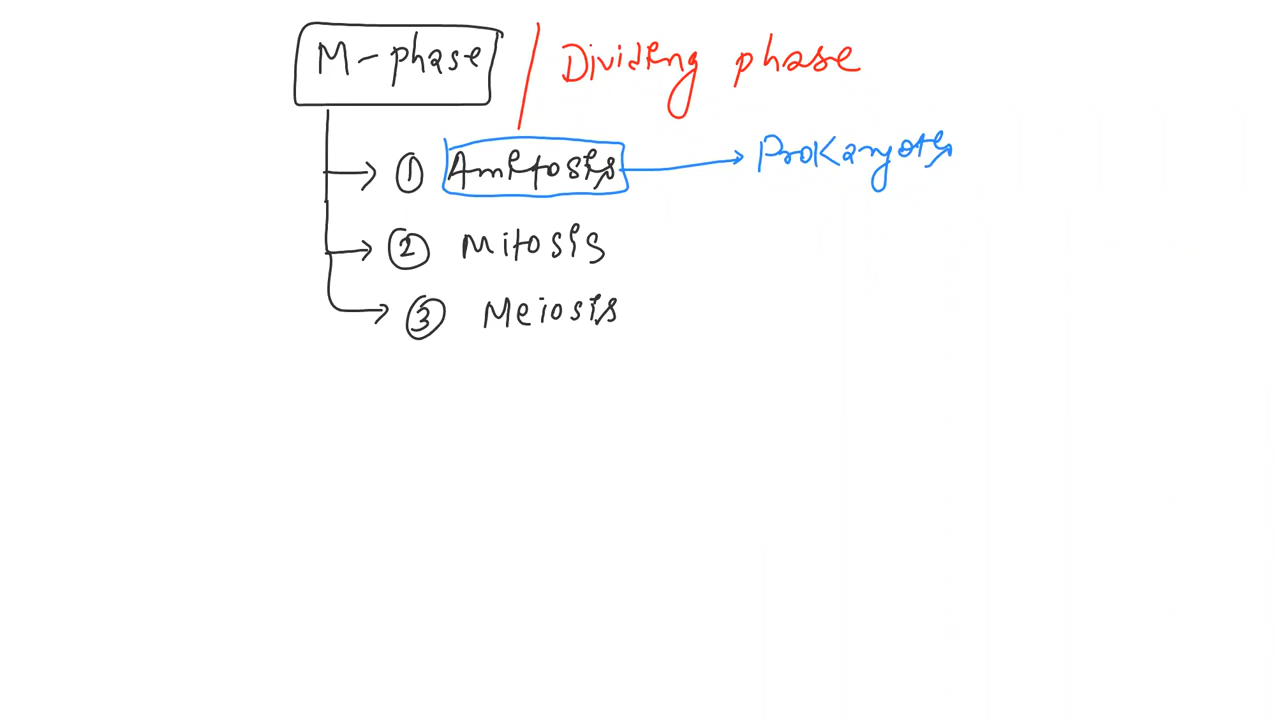 M-phase / Dividing phase
① Amitosis → Prokaryotes
② Mitosis
③ Meiosis